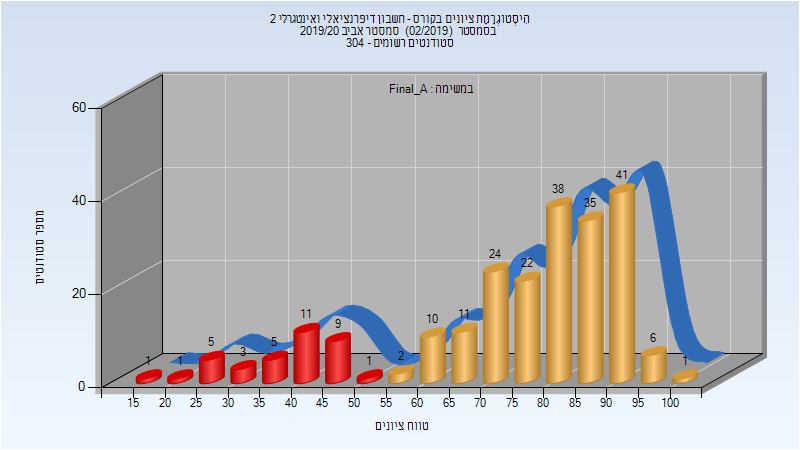 היסטוגרמת ציונים בקורס - חשבון דיפרנציאלי ואינטגרלי 2
בסמסטר (02/2019) סמסטר אביב 2019/20
סטודנטים רשומים - 304
במשימה : Final_A
מספר סטודנטים
60
40
20
0
1 1 5 3 5 11 9 1 2 10 11 24 22 38 35 41 6 1
15 20 25 30 35 40 45 50 55 60 65 70 75 80 85 90 95 100
טווח ציונים